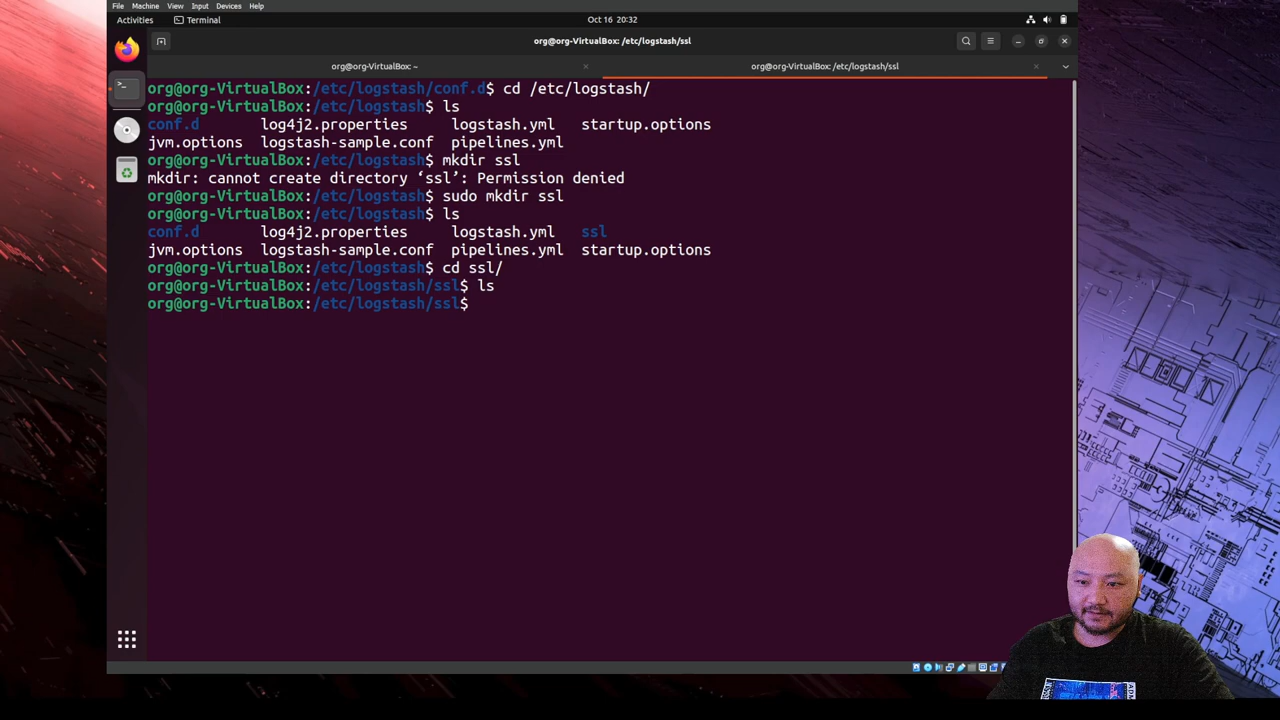 File Machine View Input Devices Help
Activities Terminal Oct 16 20:32
org@org-VirtualBox: /etc/logstash/ssl
org@org-VirtualBox: ~ org@org-VirtualBox: /etc/logstash/ssl
org@org-VirtualBox:/etc/logstash/conf.d$ cd /etc/logstash/
org@org-VirtualBox:/etc/logstash$ ls
conf.d log4j2.properties logstash.yml startup.options
jvm.options logstash-sample.conf pipelines.yml
org@org-VirtualBox:/etc/logstash$ mkdir ssl
mkdir: cannot create directory ‘ssl’: Permission denied
org@org-VirtualBox:/etc/logstash$ sudo mkdir ssl
org@org-VirtualBox:/etc/logstash$ ls
conf.d log4j2.properties logstash.yml ssl
jvm.options logstash-sample.conf pipelines.yml startup.options
org@org-VirtualBox:/etc/logstash$ cd ssl/
org@org-VirtualBox:/etc/logstash/ssl$ ls
org@org-VirtualBox:/etc/logstash/ssl$